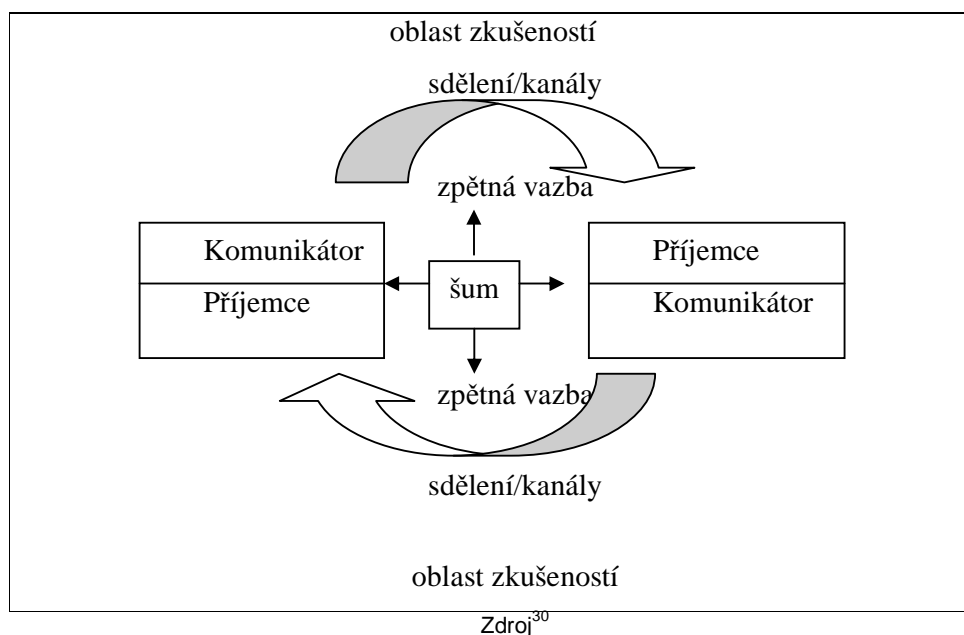 oblast zkušeností
sdělení/kanály
zpětná vazba
Komunikátor
Příjemce
šum
Příjemce
Komunikátor
zpětná vazba
sdělení/kanály
oblast zkušeností
Zdroj30